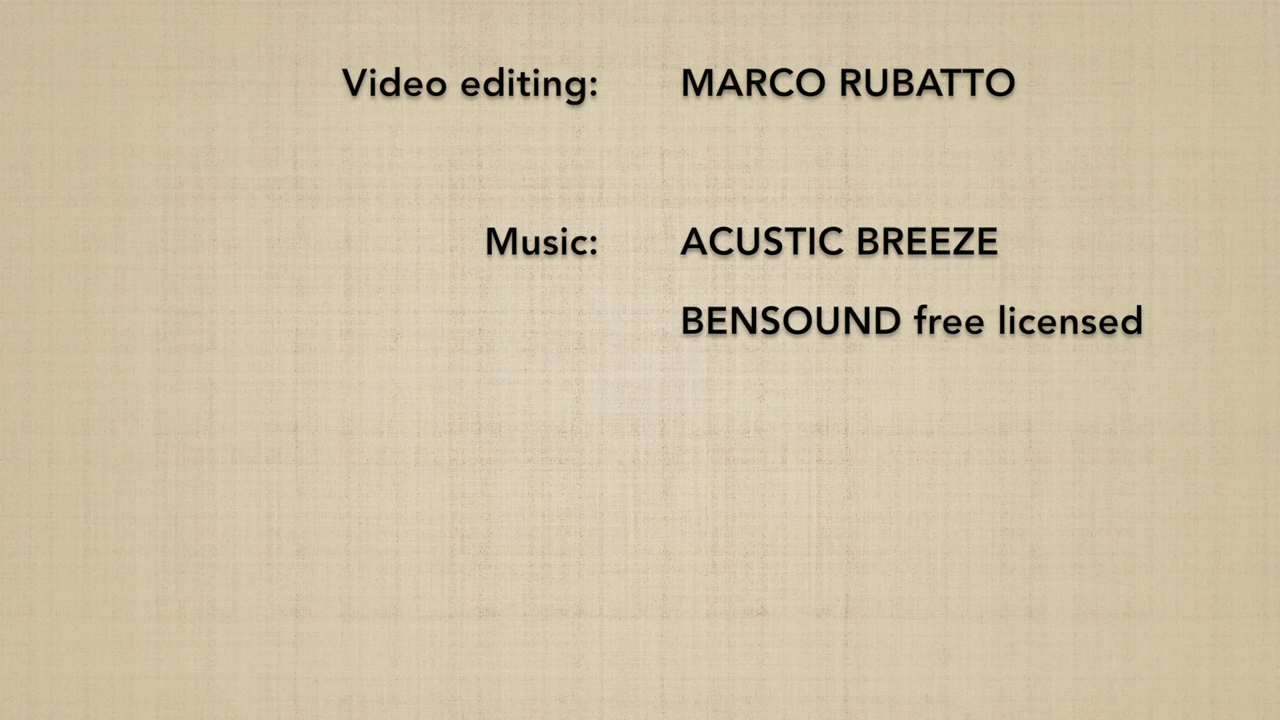 Video editing: MARCO RUBATTO
Music: ACUSTIC BREEZE
BENSOUND free licensed